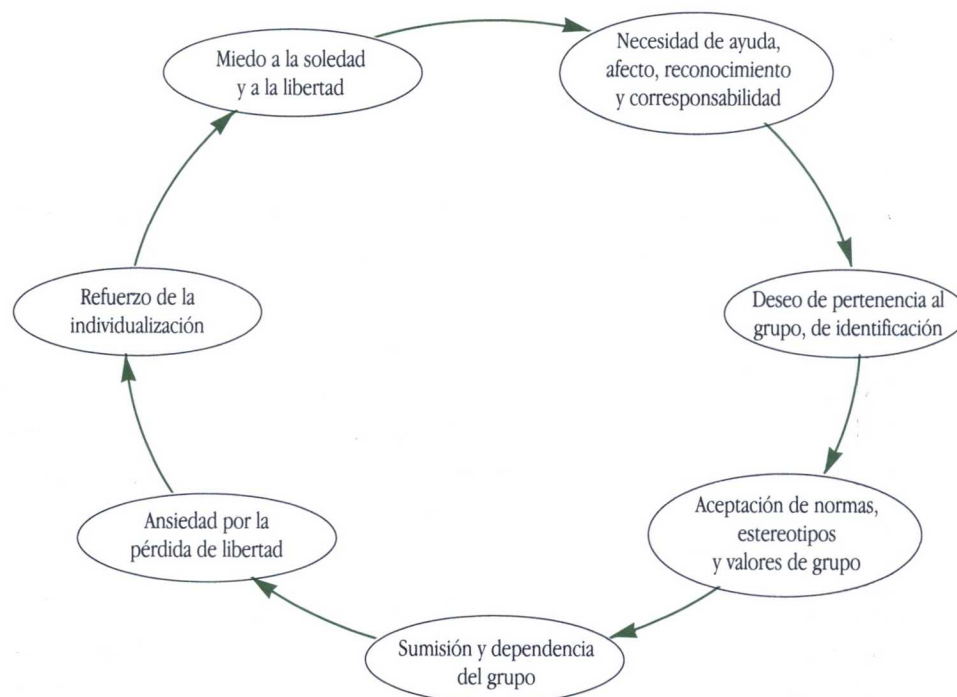 Miedo a la soledad
y a la libertad
Necesidad de ayuda,
afecto, reconocimiento
y corresponsabilidad
Deseo de pertenencia al
grupo, de identificación
Aceptación de normas,
estereotipos
y valores de grupo
Sumisión y dependencia
del grupo
Ansiedad por la
pérdida de libertad
Refuerzo de la
individualización